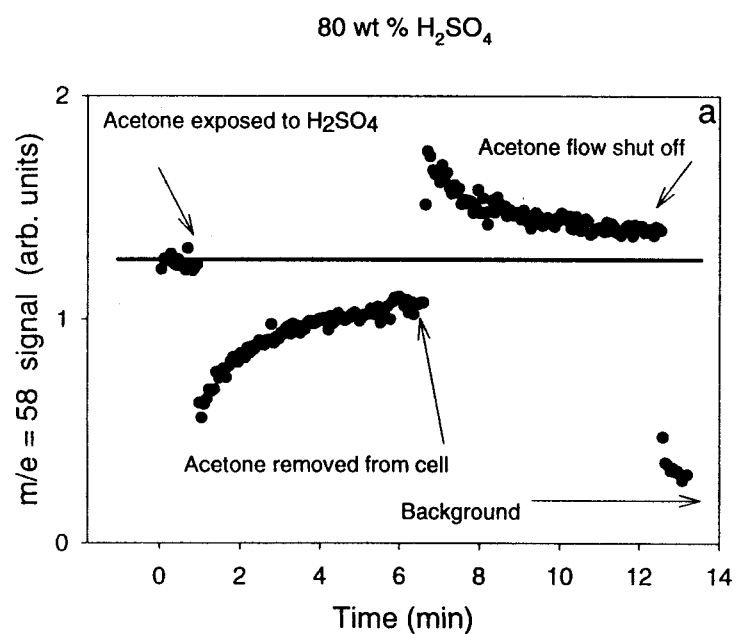 80 wt % H₂SO₄
a
Acetone exposed to H2SO4
Acetone flow shut off
Acetone removed from cell
Background
m/e = 58 signal (arb. units)
2
1
0
0 2 4 6 8 10 12 14
Time (min)